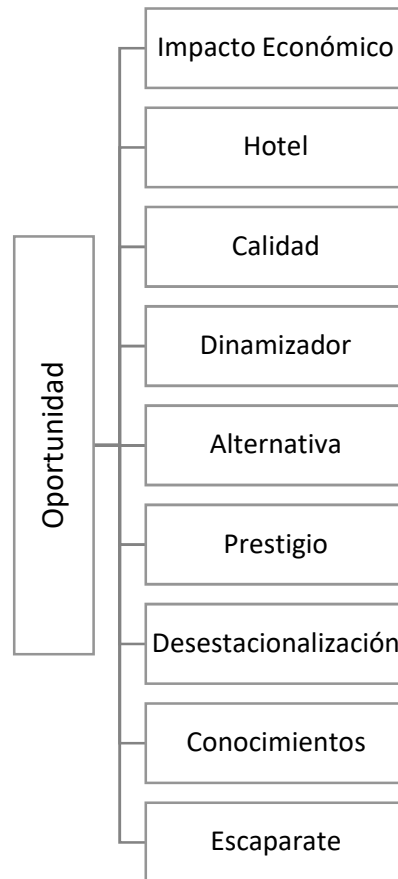 Oportunidad
Impacto Económico
Hotel
Calidad
Dinamizador
Alternativa
Prestigio
Desestacionalización
Conocimientos
Escaparate